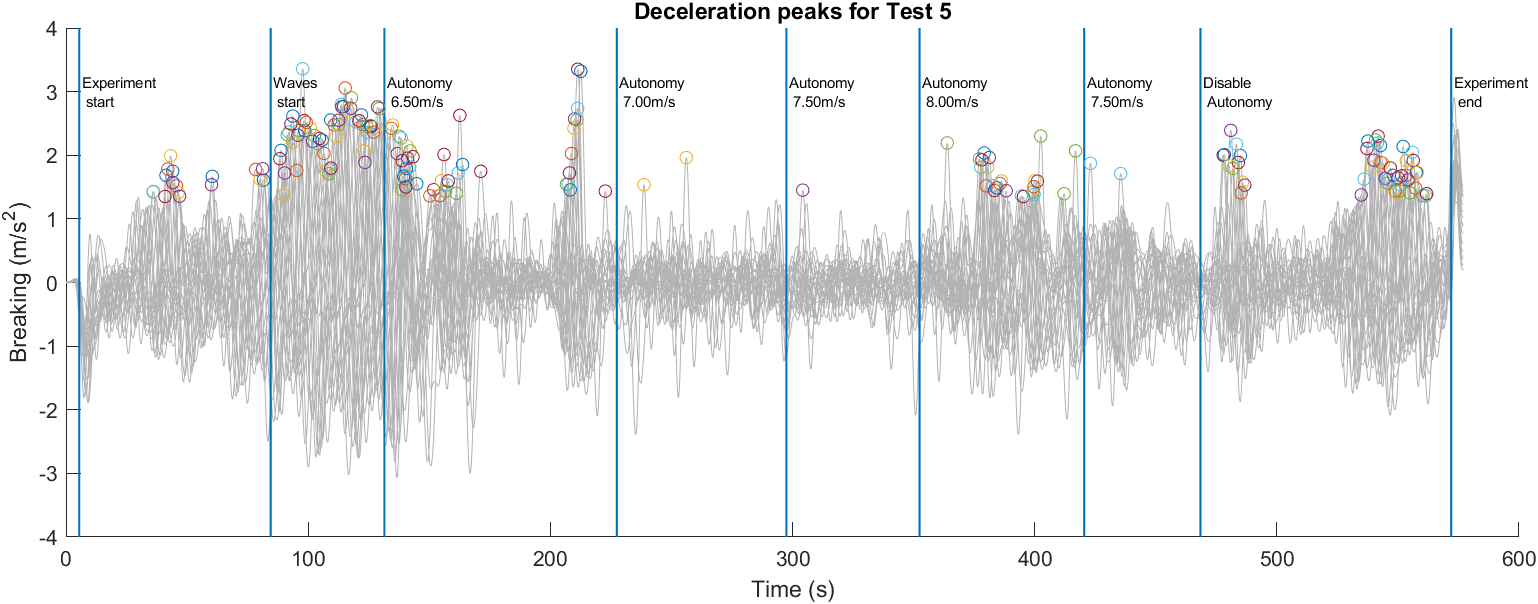 Deceleration peaks for Test 5
4
3
2
1
0
-1
-2
-3
-4
Breaking (m/s²)
Experiment
start
Waves
start
Autonomy
6.50m/s
Autonomy
7.00m/s
Autonomy
7.50m/s
Autonomy
8.00m/s
Autonomy
7.50m/s
Disable
Autonomy
Experiment
end
0 100 200 300 400 500 600
Time (s)